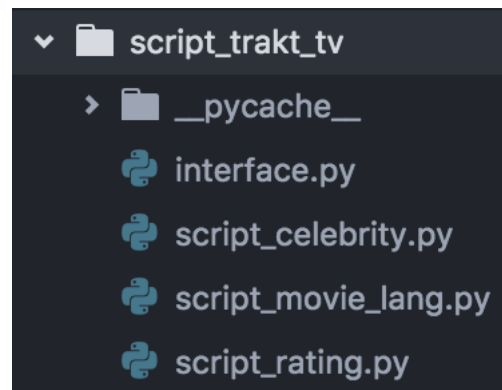 script_trakt_tv
__pycache__
interface.py
script_celebrity.py
script_movie_lang.py
script_rating.py